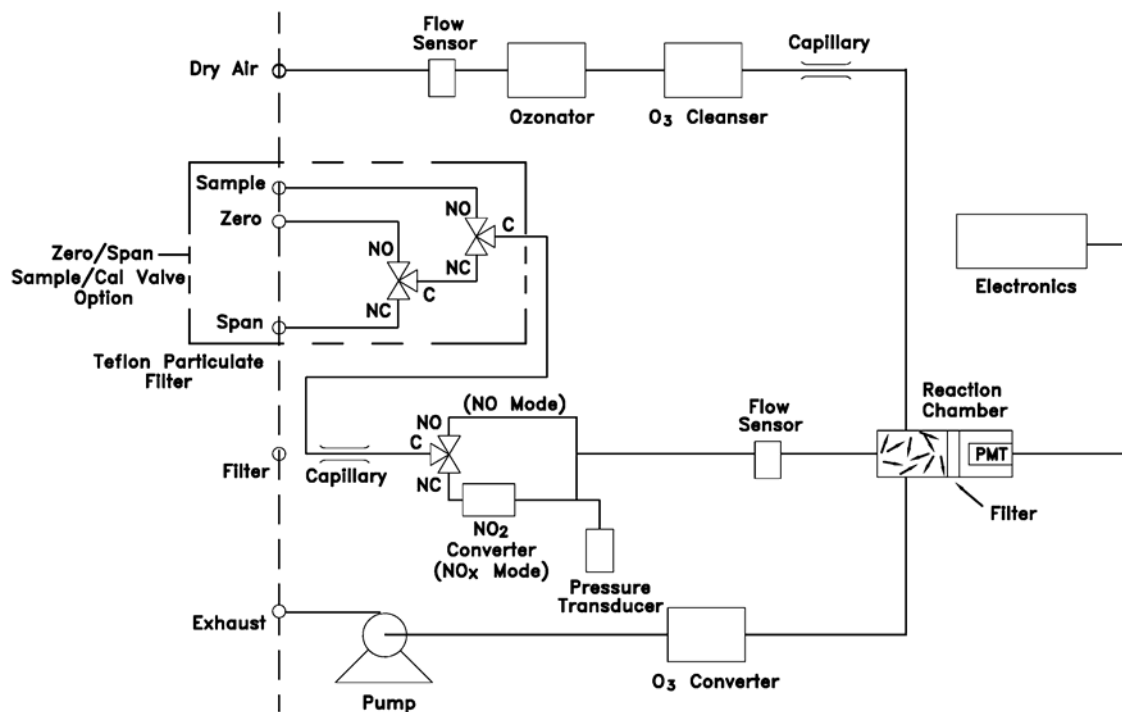 Flow
Sensor
Capillary
Dry Air
Ozonator
O₃ Cleanser
Sample
Zero
NO
C
NO
NC
C
NC
Zero/Span
Sample/Cal Valve
Option
Span
Electronics
Teflon Particulate
Filter
Reaction
Chamber
(NO Mode)
Flow
Sensor
NO
C
PMT
Filter
Capillary
NC
Filter
NO₂
Converter
(NOx Mode)
Pressure
Transducer
Exhaust
O₃ Converter
Pump